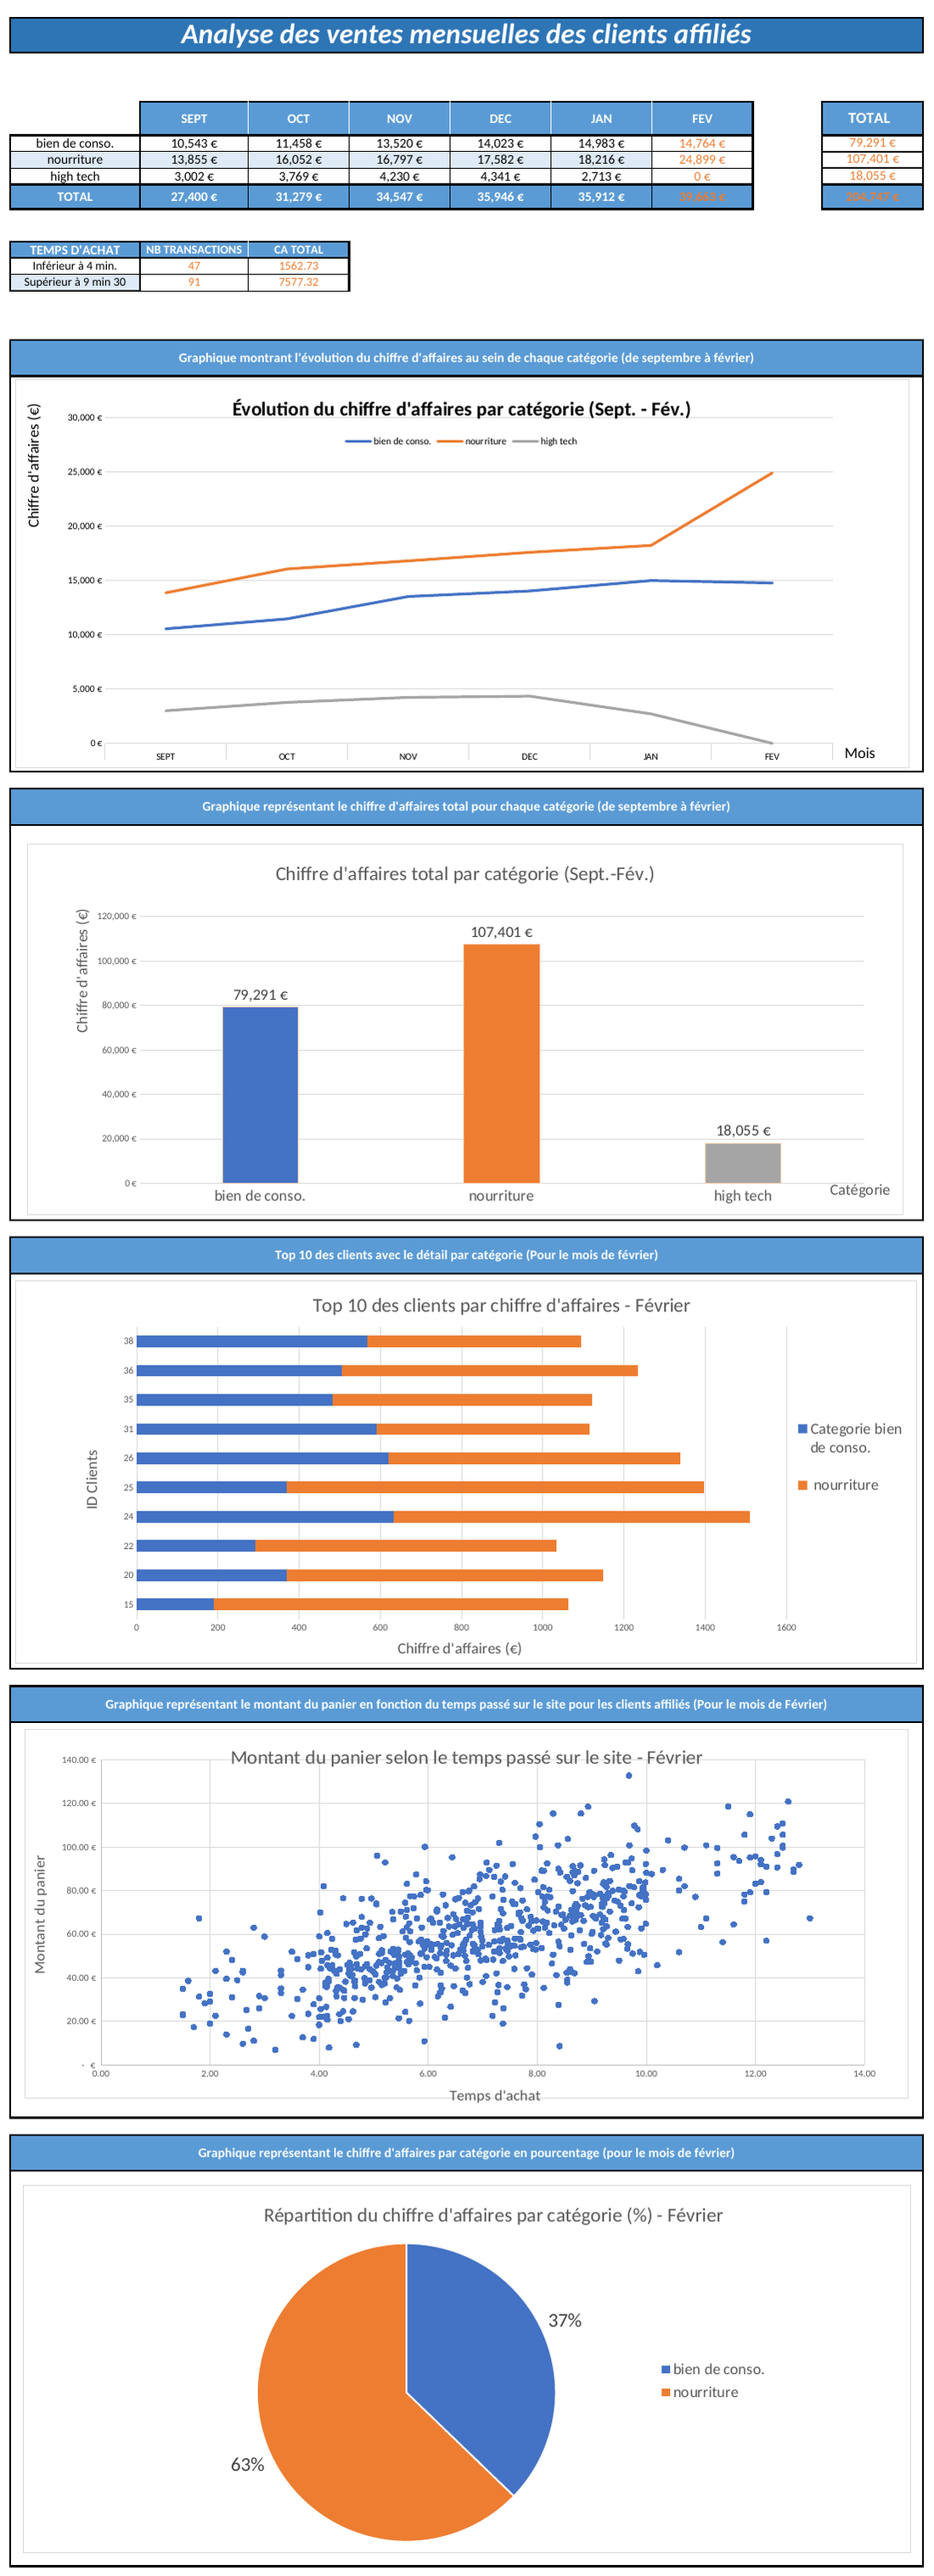 Analyse des ventes mensuelles des clients affiliés
SEPT OCT NOV DEC JAN FEV TOTAL
bien de conso. 10,543 € 11,458 € 13,520 € 14,023 € 14,983 € 14,764 € 79,291 €
nourriture 13,855 € 16,052 € 16,797 € 17,582 € 18,216 € 24,899 € 107,401 €
high tech 3,002 € 3,769 € 4,230 € 4,341 € 2,713 € 0 € 18,055 €
TOTAL 27,400 € 31,279 € 34,547 € 35,946 € 35,912 € 39,663 € 204,747 €
TEMPS D'ACHAT NB TRANSACTIONS CA TOTAL
Inférieur à 4 min. 47 1562.73
Supérieur à 9 min 30 91 7577.32
Graphique montrant l'évolution du chiffre d'affaires au sein de chaque catégorie (de septembre à février)
Évolution du chiffre d'affaires par catégorie (Sept. - Fév.)
Chiffre d'affaires (€)
bien de conso. nourriture high tech
30,000 €
25,000 €
20,000 €
15,000 €
10,000 €
5,000 €
0 €
SEPT OCT NOV DEC JAN FEV
Mois
Graphique représentant le chiffre d'affaires total pour chaque catégorie (de septembre à février)
Chiffre d'affaires total par catégorie (Sept.-Fév.)
Chiffre d'affaires (€)
120,000 €
100,000 €
80,000 €
60,000 €
40,000 €
20,000 €
0 €
79,291 €
107,401 €
18,055 €
bien de conso. nourriture high tech
Catégorie
Top 10 des clients avec le détail par catégorie (Pour le mois de février)
Top 10 des clients par chiffre d'affaires - Février
ID Clients
38
36
35
31
26
25
24
22
20
15
Categorie bien
de conso.
nourriture
0 200 400 600 800 1000 1200 1400 1600
Chiffre d'affaires (€)
Graphique représentant le montant du panier en fonction du temps passé sur le site pour les clients affiliés (Pour le mois de Février)
Montant du panier selon le temps passé sur le site - Février
Montant du panier
140.00 €
120.00 €
100.00 €
80.00 €
60.00 €
40.00 €
20.00 €
- €
0.00 2.00 4.00 6.00 8.00 10.00 12.00 14.00
Temps d'achat
Graphique représentant le chiffre d'affaires par catégorie en pourcentage (pour le mois de février)
Répartition du chiffre d'affaires par catégorie (%) - Février
37%
63%
bien de conso.
nourriture